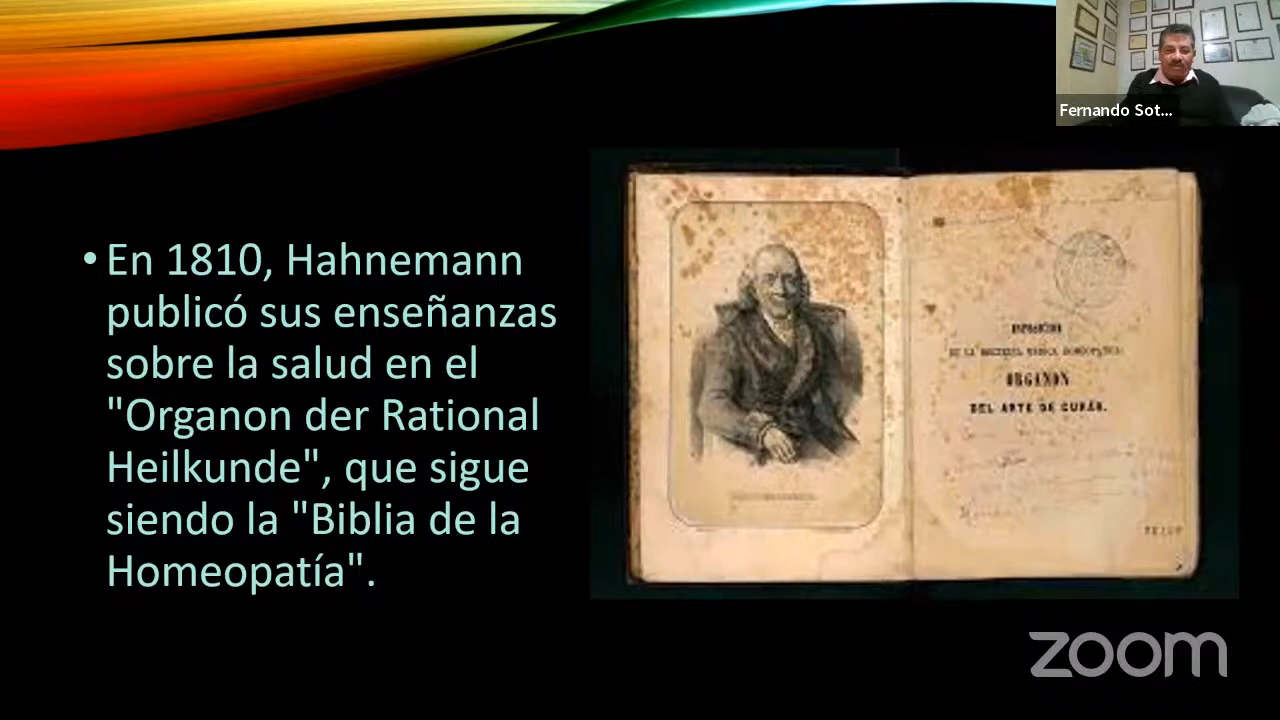 Fernando Sot...
• En 1810, Hahnemann
publicó sus enseñanzas
sobre la salud en el
"Organon der Rational
Heilkunde", que sigue
siendo la "Biblia de la
Homeopatía".
ORGANON
DEL ARTE DE CURAR.
zoom